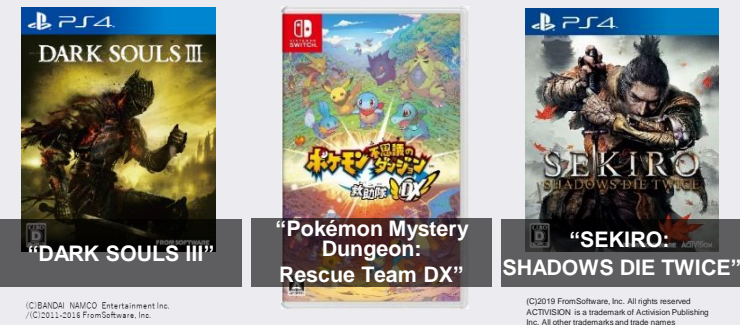 PS4
DARK SOULS III
FROM SOFTWARE
“DARK SOULS III”
(C)BANDAI NAMCO Entertainment Inc.
/(C)2011-2016 FromSoftware, Inc.
NINTENDO
SWITCH
ポケモン不思議の
ダンジョン
救助隊DX
“Pokémon Mystery
Dungeon:
Rescue Team DX”
PS4
SEKIRO
SHADOWS DIE TWICE
ACTIVISION
“SEKIRO:
SHADOWS DIE TWICE”
(C)2019 FromSoftware, Inc. All rights reserved
ACTIVISION is a trademark of Activision Publishing
Inc. All other trademarks and trade names